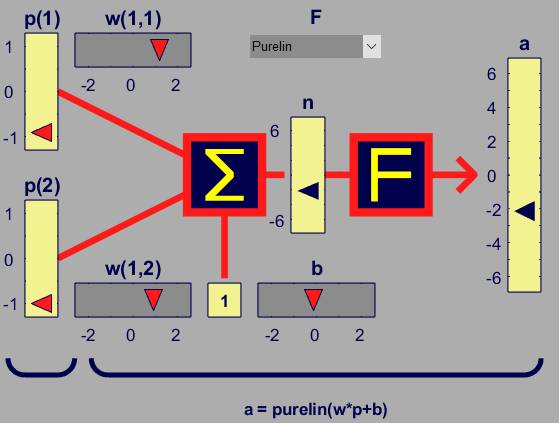 p(1) w(1,1) F
Purelin
a
1
0
-1
-2 0 2
n
6
-6
6
4
2
0
-2
-4
-6
Σ
F
p(2)
1
0
-1
w(1,2)
1
b
-2 0 2
-2 0 2
a = purelin(w*p+b)